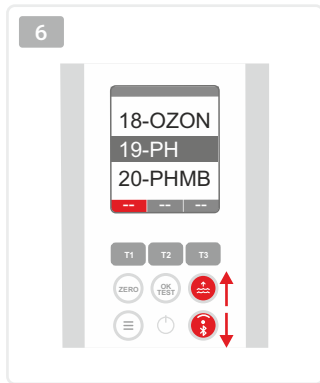 6
18-OZON
19-PH
20-PHMB
-- -- --
T1 T2 T3
ZERO OK TEST